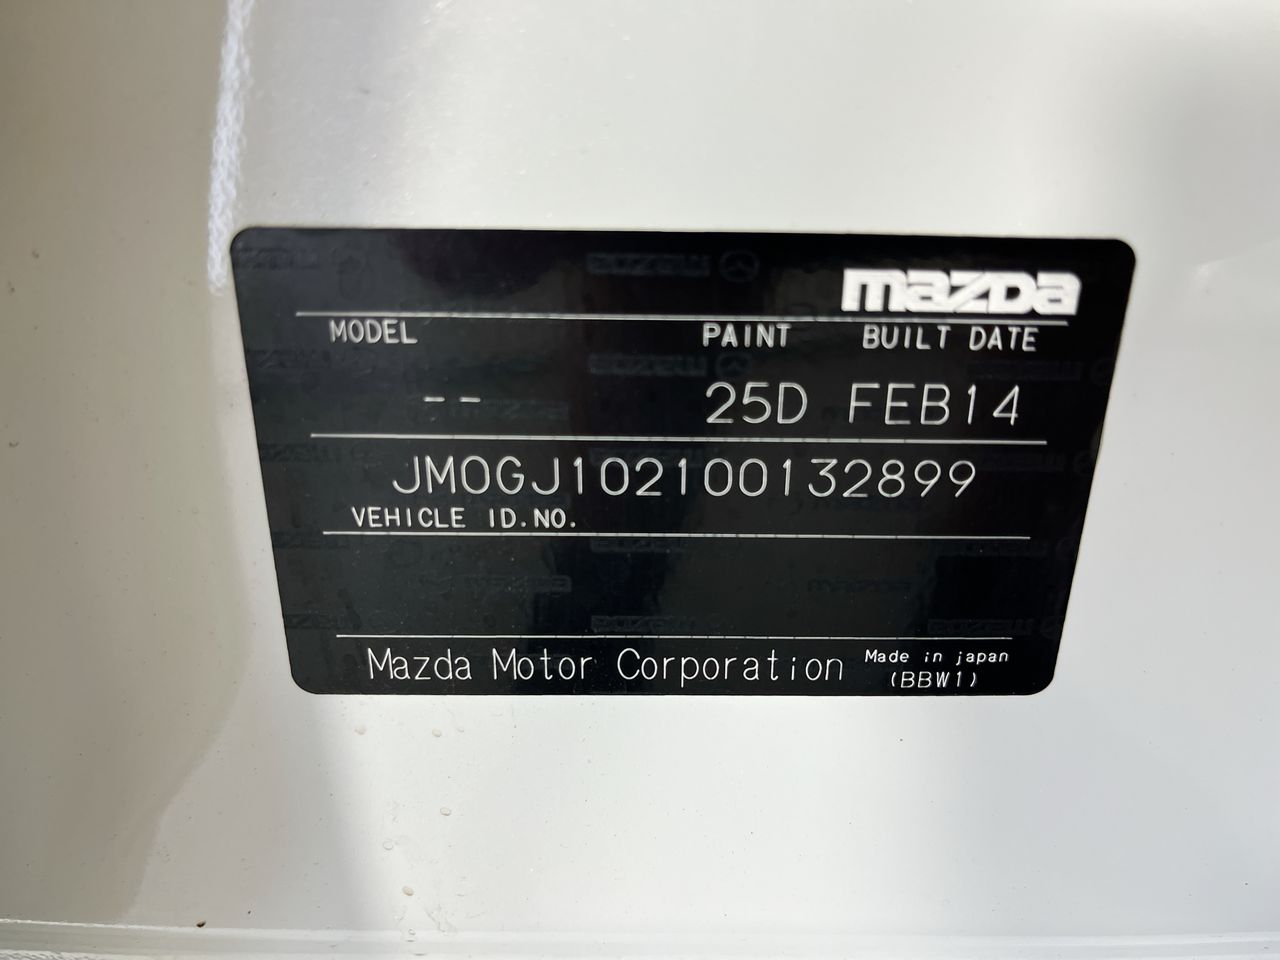 mazda
MODEL PAINT BUILT DATE
-- 25D FEB14
JM0GJ102100132899
VEHICLE ID.NO.
Mazda Motor Corporation Made in japan
(BBW1)